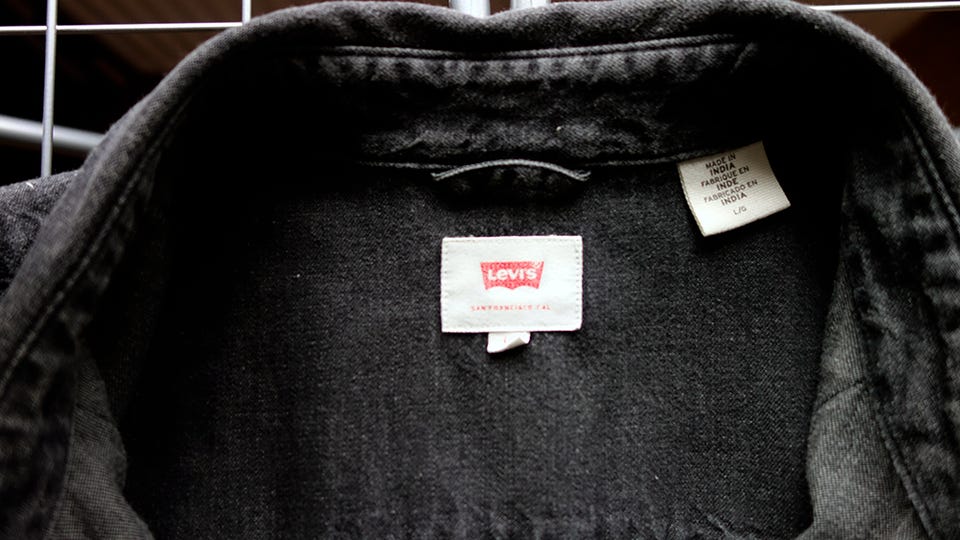 MADE IN
INDIA
FABRIQUE EN
INDE
FABRICADO EN
INDIA
L/G
LEVI'S
SAN FRANCISCO CAL